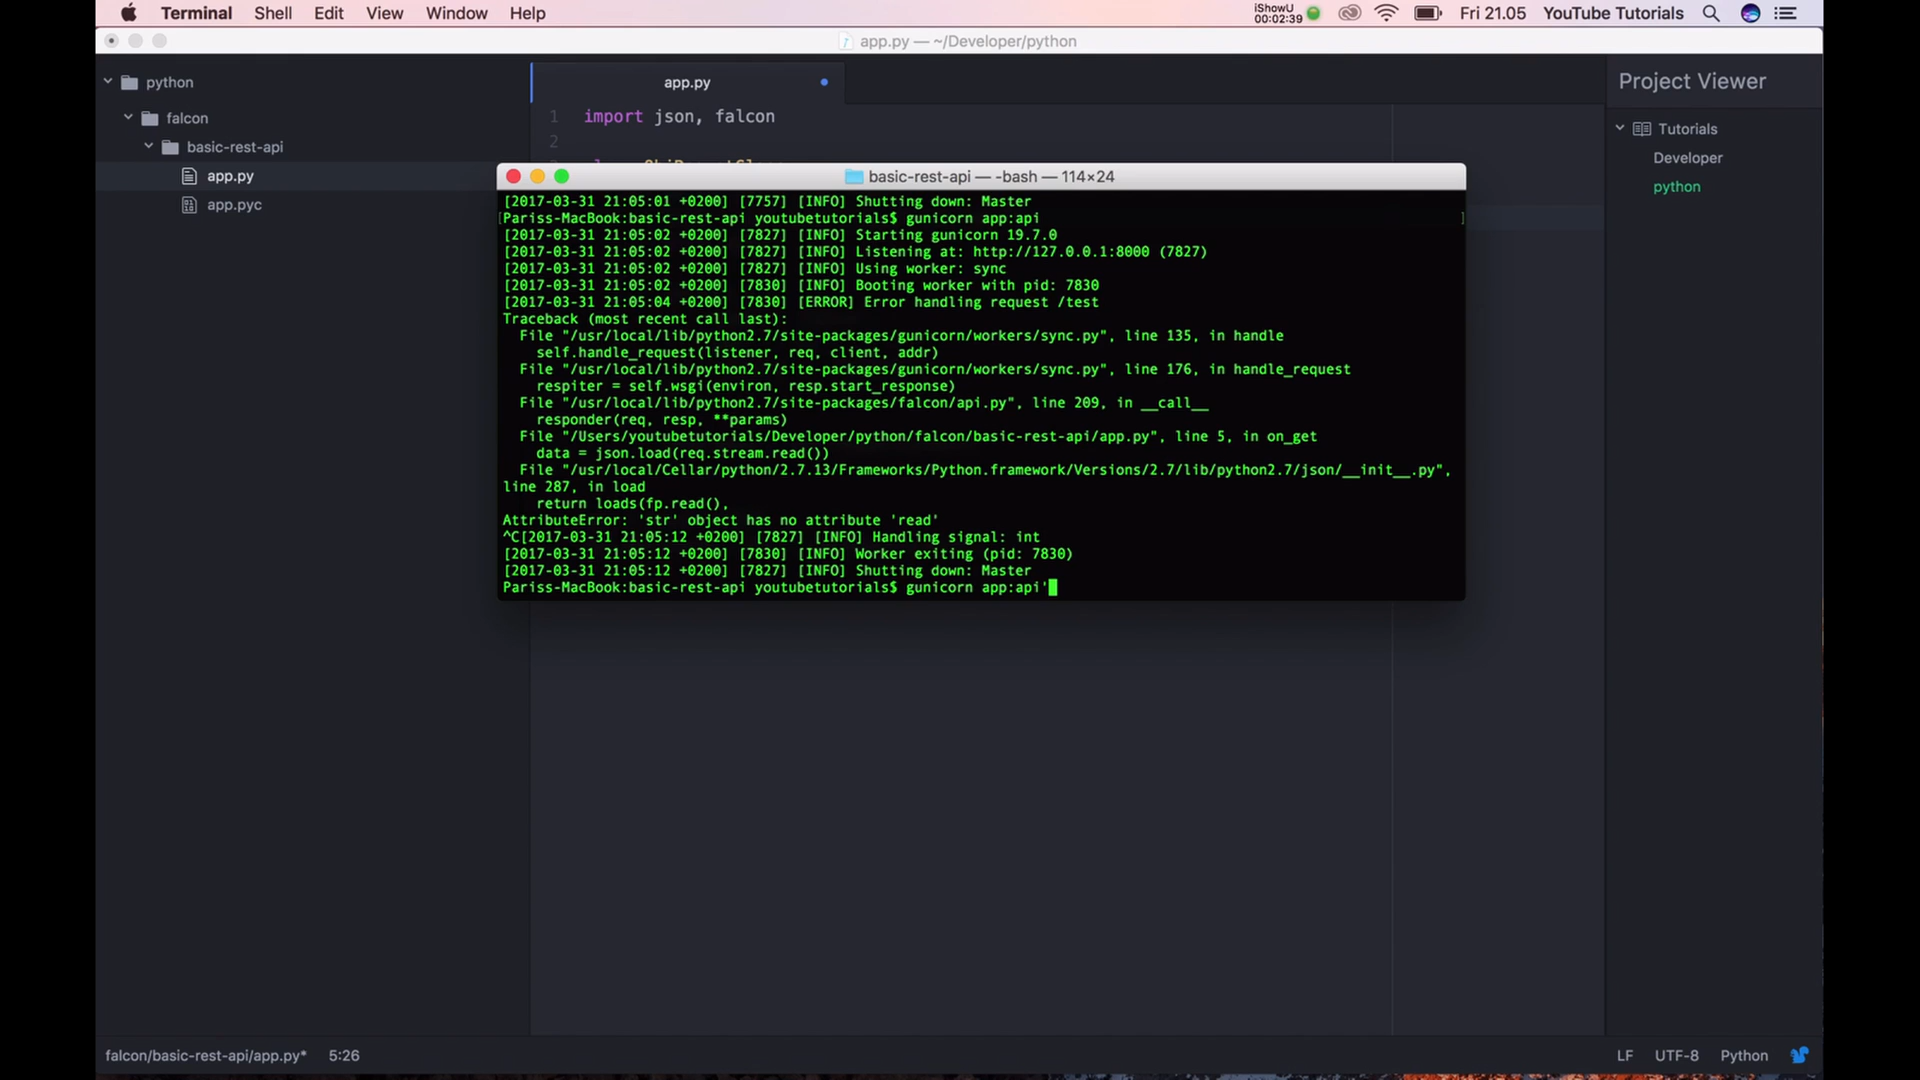 Terminal Shell Edit View Window Help
iShowU
00:02:39
Fri 21.05 YouTube Tutorials
app.py — ~/Developer/python
python
falcon
basic-rest-api
app.py
app.pyc
app.py
1 import json, falcon
2
Project Viewer
Tutorials
Developer
python
basic-rest-api — -bash — 114×24
[2017-03-31 21:05:01 +0200] [7757] [INFO] Shutting down: Master
[Pariss-MacBook:basic-rest-api youtubetutorials$ gunicorn app:api ]
[2017-03-31 21:05:02 +0200] [7827] [INFO] Starting gunicorn 19.7.0
[2017-03-31 21:05:02 +0200] [7827] [INFO] Listening at: http://127.0.0.1:8000 (7827)
[2017-03-31 21:05:02 +0200] [7827] [INFO] Using worker: sync
[2017-03-31 21:05:02 +0200] [7830] [INFO] Booting worker with pid: 7830
[2017-03-31 21:05:04 +0200] [7830] [ERROR] Error handling request /test
Traceback (most recent call last):
File "/usr/local/lib/python2.7/site-packages/gunicorn/workers/sync.py", line 135, in handle
self.handle_request(listener, req, client, addr)
File "/usr/local/lib/python2.7/site-packages/gunicorn/workers/sync.py", line 176, in handle_request
respiter = self.wsgi(environ, resp.start_response)
File "/usr/local/lib/python2.7/site-packages/falcon/api.py", line 209, in __call__
responder(req, resp, **params)
File "/Users/youtubetutorials/Developer/python/falcon/basic-rest-api/app.py", line 5, in on_get
data = json.load(req.stream.read())
File "/usr/local/Cellar/python/2.7.13/Frameworks/Python.framework/Versions/2.7/lib/python2.7/json/__init__.py",
line 287, in load
return loads(fp.read(),
AttributeError: 'str' object has no attribute 'read'
^C[2017-03-31 21:05:12 +0200] [7827] [INFO] Handling signal: int
[2017-03-31 21:05:12 +0200] [7830] [INFO] Worker exiting (pid: 7830)
[2017-03-31 21:05:12 +0200] [7827] [INFO] Shutting down: Master
Pariss-MacBook:basic-rest-api youtubetutorials$ gunicorn app:api'
falcon/basic-rest-api/app.py* 5:26
LF UTF-8 Python